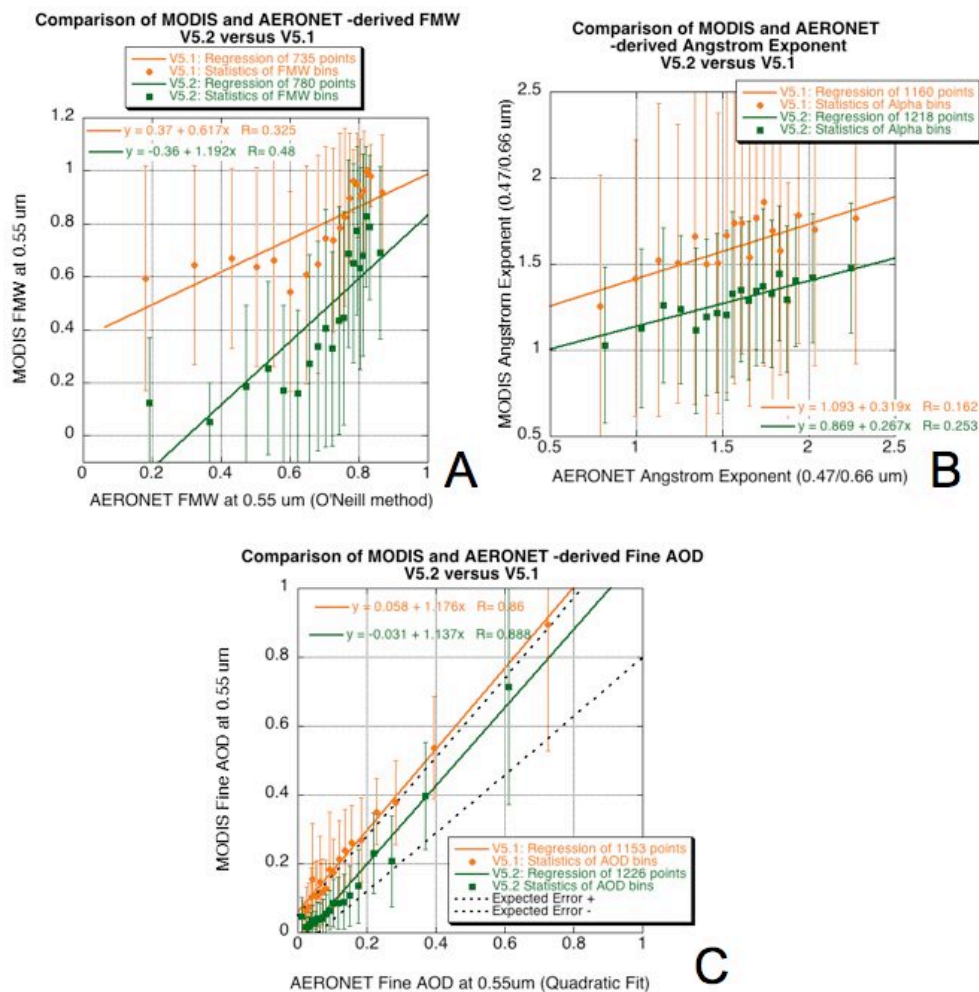 Comparison of MODIS and AERONET -derived FMW
V5.2 versus V5.1
V5.1: Regression of 735 points
V5.1: Statistics of FMW bins
V5.2: Regression of 780 points
V5.2: Statistics of FMW bins
y = 0.37 + 0.617x R= 0.325
y = -0.36 + 1.192x R= 0.48
MODIS FMW at 0.55 um
1.2
1
0.8
0.6
0.4
0.2
0
0 0.2 0.4 0.6 0.8 1
AERONET FMW at 0.55 um (O'Neill method)
A
Comparison of MODIS and AERONET
-derived Angstrom Exponent
V5.2 versus V5.1
V5.1: Regression of 1160 points
V5.1: Statistics of Alpha bins
V5.2: Regression of 1218 points
V5.2: Statistics of Alpha bins
MODIS Angstrom Exponent (0.47/0.66 um)
2.5
2
1.5
1
0.5
y = 1.093 + 0.319x R= 0.162
y = 0.869 + 0.267x R= 0.253
0.5 1 1.5 2 2.5
AERONET Angstrom Exponent (0.47/0.66 um)
B
Comparison of MODIS and AERONET -derived Fine AOD
V5.2 versus V5.1
y = 0.058 + 1.176x R= 0.86
y = -0.031 + 1.137x R= 0.888
MODIS Fine AOD at 0.55 um
1
0.8
0.6
0.4
0.2
0
V5.1: Regression of 1153 points
V5.1: Statistics of AOD bins
V5.2: Regression of 1226 points
V5.2 Statistics of AOD bins
Expected Error +
Expected Error -
0 0.2 0.4 0.6 0.8 1
AERONET Fine AOD at 0.55um (Quadratic Fit)
C